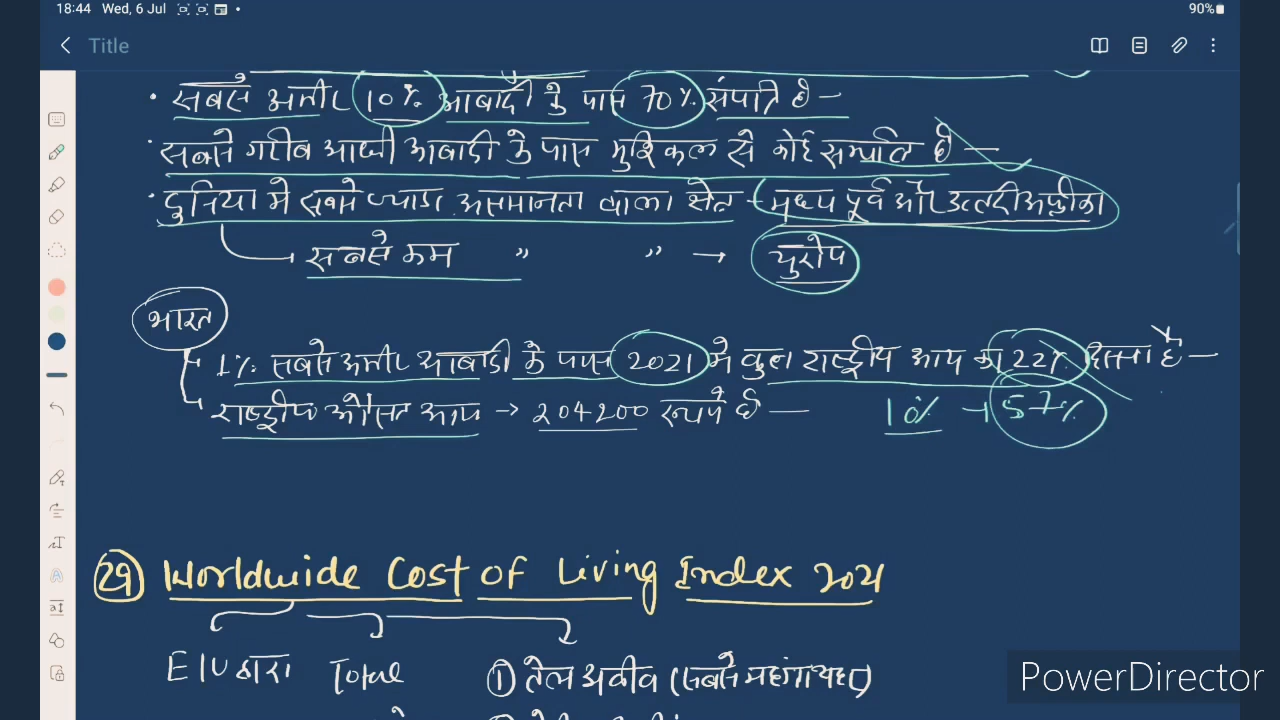 18:44 Wed, 6 Jul 90%
Title
• सबसे अमीर 10% आबादी के पास 70% संपत्ति है –
• सबसे गरीब आधी आबादी के पास मुश्किल से कोई सम्पति है –
• दुनिया में सबसे ज्यादा असमानता वाला क्षेत्र – मध्य पूर्व और उत्तरी अफ्रीका
सबसे कम " " → युरोप
भारत
1% सबसे अमीर आबादी के पास 2021 में कुल राष्ट्रीय आय का 22% हिस्सा है –
राष्ट्रीय औसत आय → 204200 रूपये है – 10% → 57%
29 Worldwide Cost of Living Index 2021
EIU द्वारा Total ① तेल अवीव (सबसे महंगा शहर)
PowerDirector